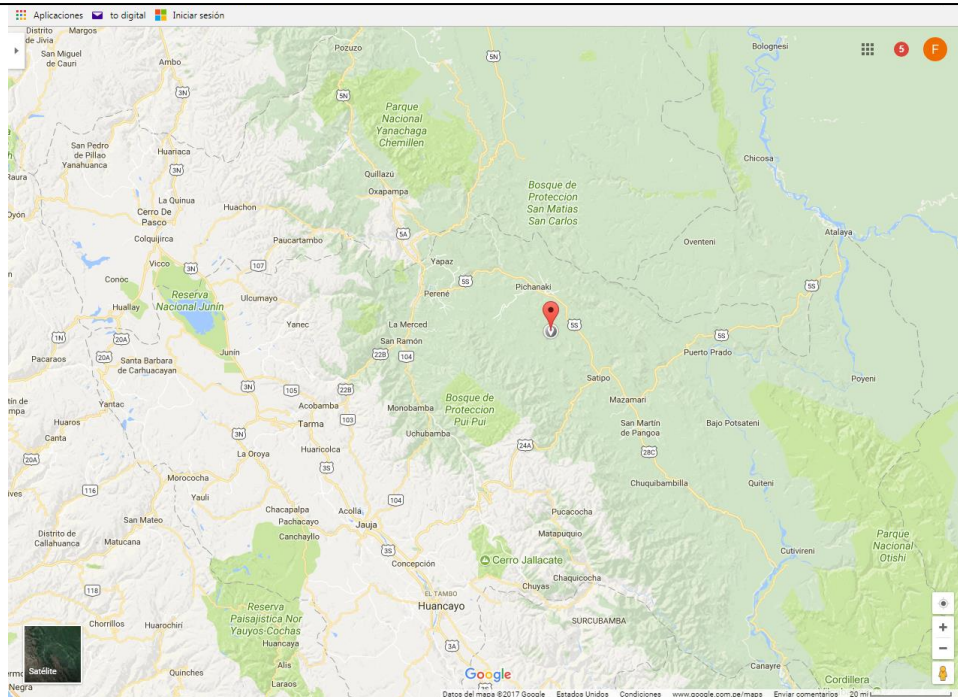 Aplicaciones
to digital
Iniciar sesión
Distrito
de Jivia
Margos
San Miguel
de Cauri
Ambo
Pozuzo
5N
Bolognesi
5
F
3N
5N
Parque
Nacional
Yanachaga
Chemillen
San Pedro
de Pillao
Yanahuanca
Huariaca
3N
Chicosa
Quillazú
Oxapampa
Bosque de
Proteccion
San Matias
San Carlos
La Quinua
Cerro De
Pasco
Huachon
Oyón
Colquijirca
Paucartambo
5A
Oventeni
Atalaya
Vicco
3N
107
Yapaz
5S
Conoc
Reserva
Nacional Junín
Ulcumayo
Perené
Pichanaki
5S
Huallay
Yanec
La Merced
5S
1N
20A
San Ramón
5S
Pacaraos
20A
Santa Barbara
de Carhuacayan
Junín
22B
104
Puerto Prado
3N
105
22B
Satipo
Poyeni
Yantac
Acobamba
Monobamba
Bosque de
Proteccion
Pui Pui
Mazamari
Huaros
Canta
Tarma
103
San Martín
de Pangoa
Bajo Potsateni
3N
Uchubamba
24A
20A
La Oroya
Huaricolca
28C
3S
Morococha
Chuquibambilla
Quiteni
116
Yauli
104
Chacapalpa
Acolla
Pucacocha
San Mateo
Pachacayo
Jauja
Matapuquio
Parque
Nacional
Otishi
Distrito de
Callahuanca
Matucana
Canchayllo
3S
Cutivireni
Concepción
Cerro Jallacate
118
Chaquicocha
EL TAMBO
Chuyas
Huancayo
Reserva
Paisajistica Nor
Yauyos-Cochas
Chorrillos
Huarochirí
SURCUBAMBA
Huancaya
3A
Satélite
Quinches
Alis
Canayre
Cordillera
Negra
Laraos
Google
Datos del mapa ©2017 Google
Estados Unidos
Condiciones
www.google.com.pe/maps
Enviar comentarios
20 mi